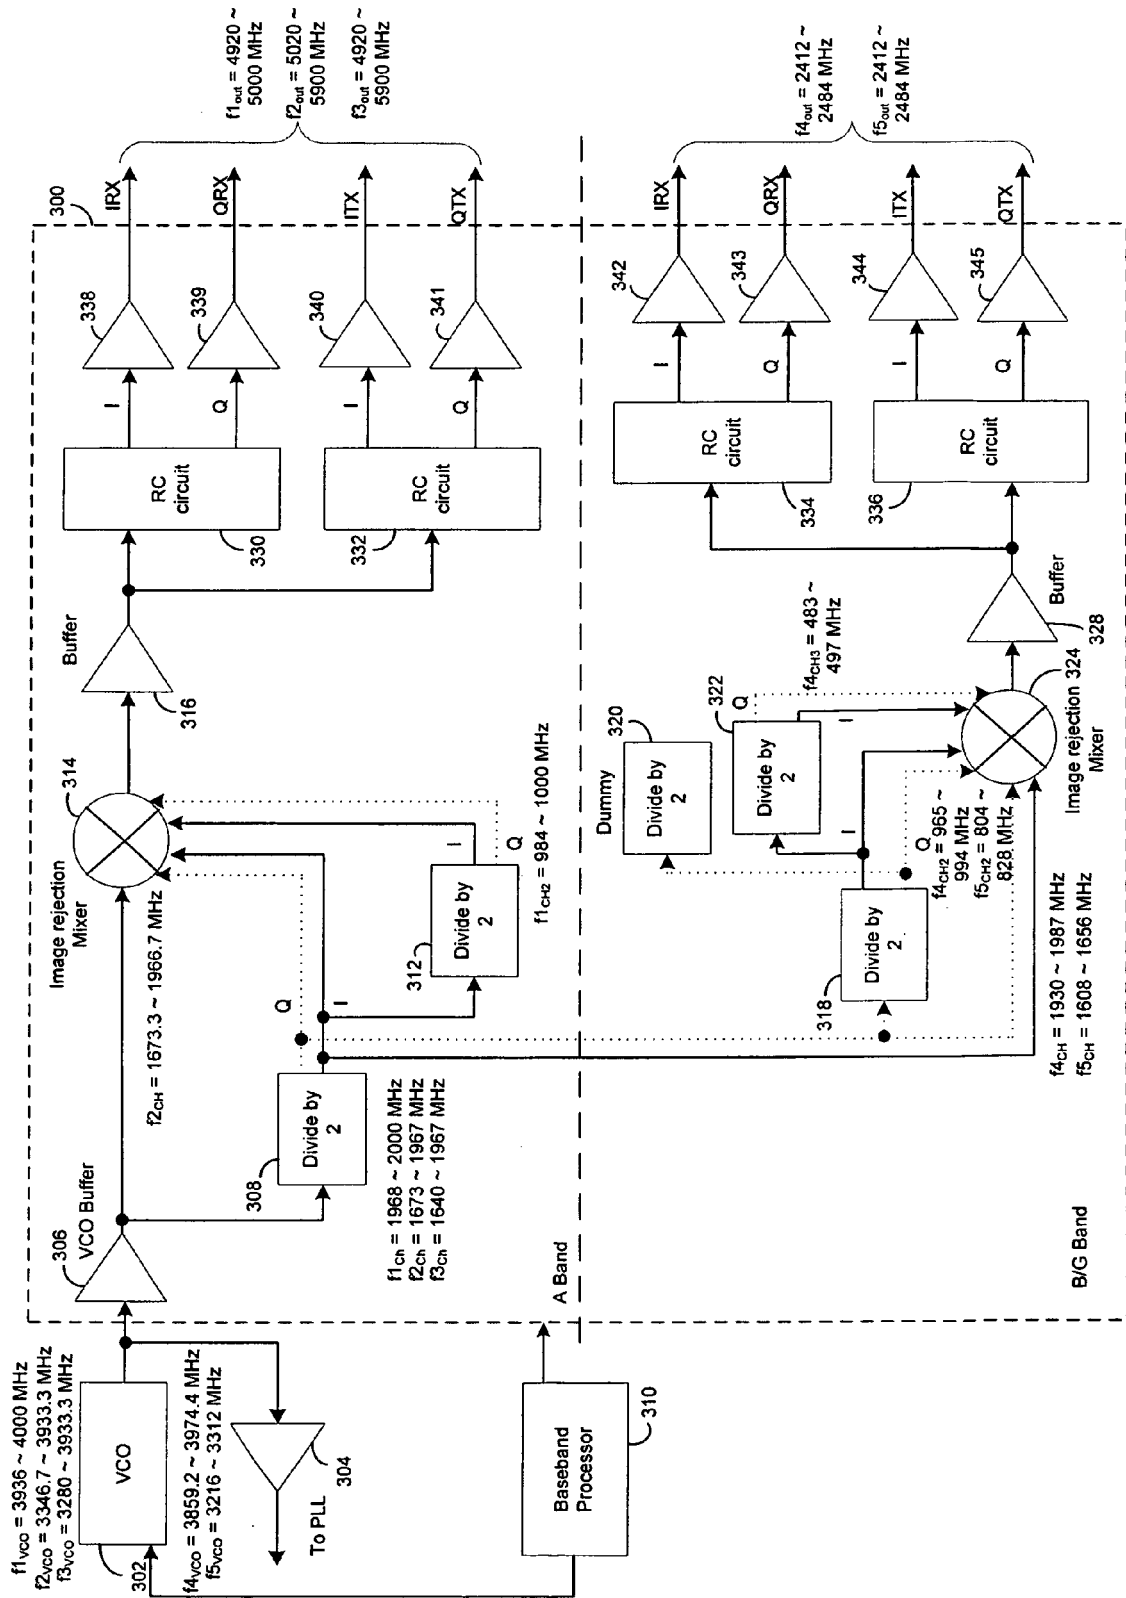 f1VCO = 3936 ~ 4000 MHz
f2VCO = 3346.7 ~ 3933.3 MHz
f3VCO = 3280 ~ 3933.3 MHz
VCO
302
f4VCO = 3859.2 ~ 3974.4 MHz
f5VCO = 3216 ~ 3312 MHz
304
To PLL
Baseband
Processor
310
300
306
VCO Buffer
f2CH = 1673.3 ~ 1966.7 MHz
308
Divide by
2
f1Ch = 1968 ~ 2000 MHz
f2Ch = 1673 ~ 1967 MHz
f3Ch = 1640 ~ 1967 MHz
Q
I
Image rejection
Mixer
314
312
Divide by
2
I
Q
f1CH2 = 984 ~ 1000 MHz
Buffer
316
RC
circuit
330
RC
circuit
332
I
Q
I
Q
338
339
340
341
IRX
QRX
ITX
QTX
f1out = 4920 ~
5000 MHz
f2out = 5020 ~
5900 MHz
f3out = 4920 ~
5900 MHz
A Band
B/G Band
318
Divide by
2
I
Q
Dummy
320
Divide by
2
322
Divide by
2
Q
I
f4CH3 = 483 ~
497 MHz
f4CH2 = 965 ~
994 MHz
f5CH2 = 804 ~
828 MHz
f4CH = 1930 ~ 1987 MHz
f5CH = 1608 ~ 1656 MHz
324
Image rejection
Mixer
Buffer
328
RC
circuit
334
RC
circuit
336
I
Q
I
Q
342
343
344
345
IRX
QRX
ITX
QTX
f4out = 2412 ~
2484 MHz
f5out = 2412 ~
2484 MHz